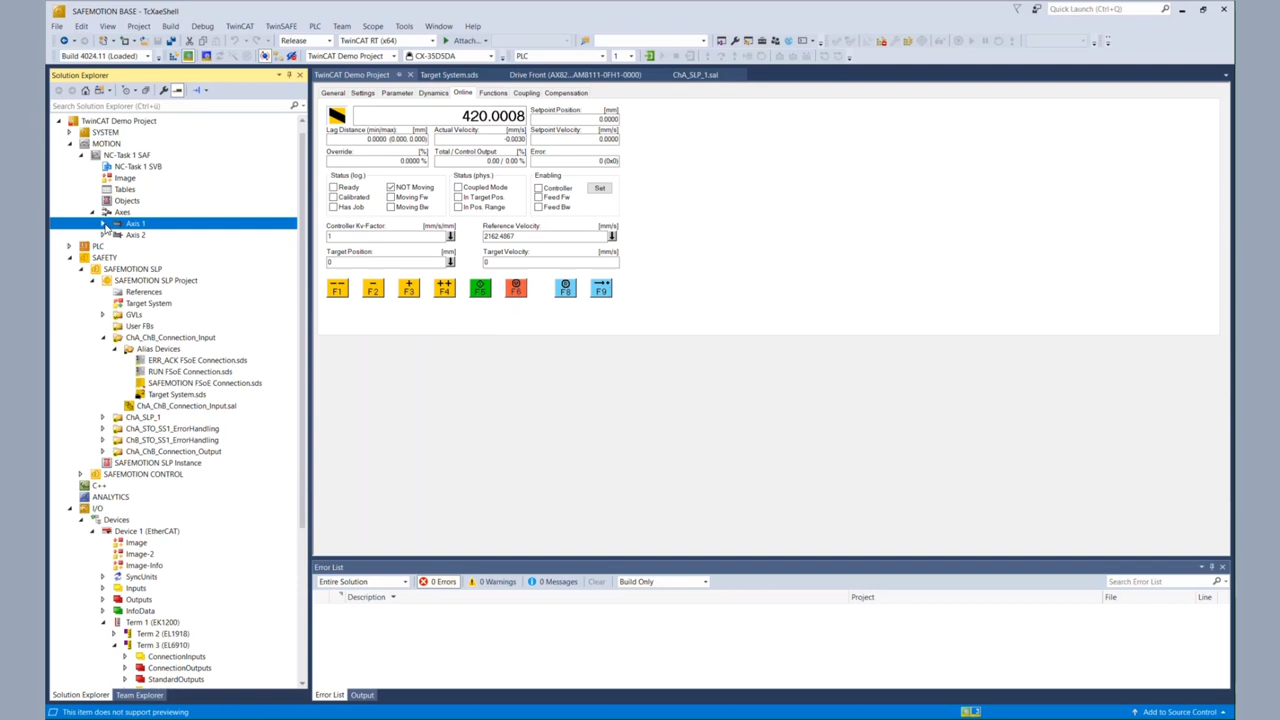 SAFEMOTION BASE - TcXaeShell
Quick Launch (Ctrl+Q)
File Edit View Project Build Debug TwinCAT TwinSAFE PLC Team Scope Tools Window Help
Release TwinCAT RT (x64) Attach...
Build 4024.11 (Loaded) TwinCAT Demo Project CX-35D5DA PLC 1
Solution Explorer
Search Solution Explorer (Ctrl+ü)
TwinCAT Demo Project
SYSTEM
MOTION
NC-Task 1 SAF
NC-Task 1 SVB
Image
Tables
Objects
Axes
Axis 1
Axis 2
PLC
SAFETY
SAFEMOTION SLP
SAFEMOTION SLP Project
References
Target System
GVLs
User FBs
ChA_ChB_Connection_Input
Alias Devices
ERR_ACK FSoE Connection.sds
RUN FSoE Connection.sds
SAFEMOTION FSoE Connection.sds
Target System.sds
ChA_ChB_Connection_Input.sal
ChA_SLP_1
ChA_STO_SS1_ErrorHandling
ChB_STO_SS1_ErrorHandling
ChA_ChB_Connection_Output
SAFEMOTION SLP Instance
SAFEMOTION CONTROL
C++
ANALYTICS
I/O
Devices
Device 1 (EtherCAT)
Image
Image-2
Image-Info
SyncUnits
Inputs
Outputs
InfoData
Term 1 (EK1200)
Term 2 (EL1918)
Term 3 (EL6910)
ConnectionInputs
ConnectionOutputs
StandardOutputs
Solution Explorer Team Explorer
TwinCAT Demo Project Target System.sds Drive Front (AX82...AM8111-0FH1-0000) ChA_SLP_1.sal
General Settings Parameter Dynamics Online Functions Coupling Compensation
420.0008
Setpoint Position: [mm]
0.0000
Lag Distance (min/max): [mm] Actual Velocity: [mm/s] Setpoint Velocity: [mm/s]
0.0000 (0.000, 0.000) -0.0030 0.0000
Override: [%] Total / Control Output: [%] Error:
0.0000 % 0.00 / 0.00 % 0 (0x0)
Status (log.) Status (phys.) Enabling
Ready NOT Moving Coupled Mode Controller Set
Calibrated Moving Fw In Target Pos. Feed Fw
Has Job Moving Bw In Pos. Range Feed Bw
Controller Kv-Factor: [mm/s/mm] Reference Velocity: [mm/s]
1 2162.4867
Target Position: [mm] Target Velocity: [mm/s]
0 0
-- - + ++
F1 F2 F3 F4 F5 F6 F8 F9
Error List
Entire Solution 0 Errors 0 Warnings 0 Messages Clear Build Only Search Error List
Description Project File Line
Error List Output
This item does not support previewing
Add to Source Control